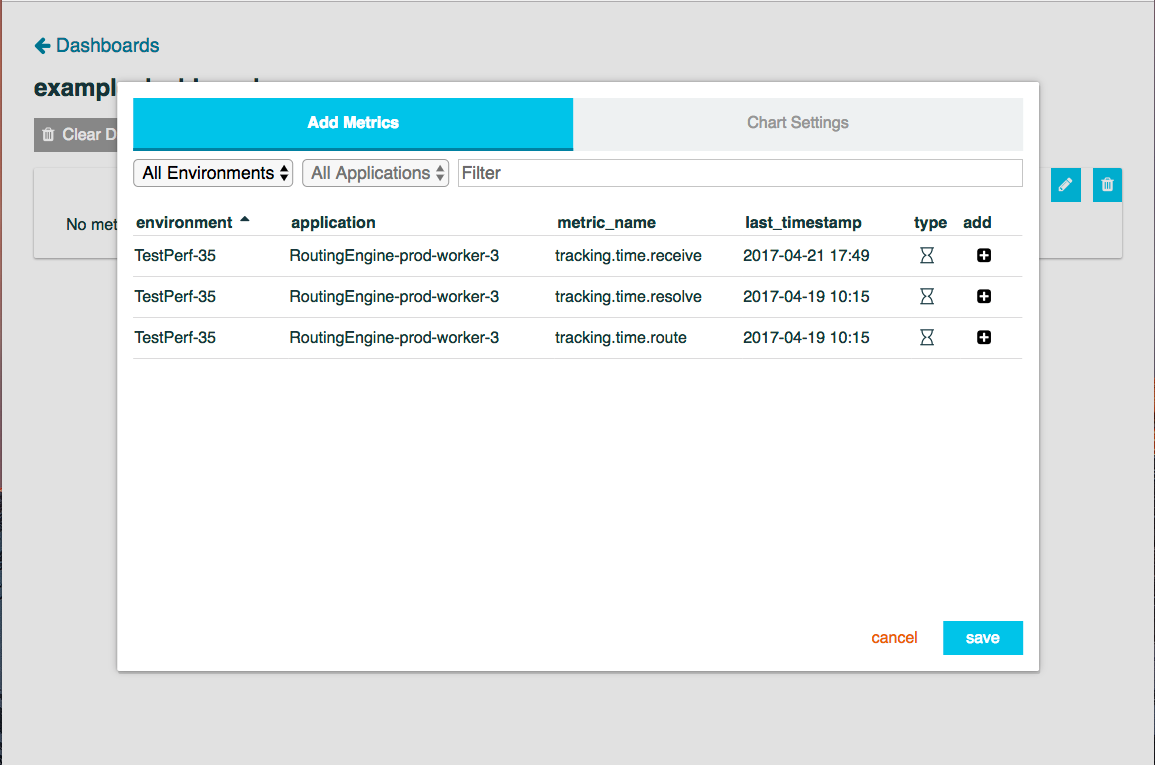 Dashboards
Clear D
Add Metrics Chart Settings
All Environments All Applications Filter
No met
environment application metric_name last_timestamp type add
TestPerf-35 RoutingEngine-prod-worker-3 tracking.time.receive 2017-04-21 17:49
TestPerf-35 RoutingEngine-prod-worker-3 tracking.time.resolve 2017-04-19 10:15
TestPerf-35 RoutingEngine-prod-worker-3 tracking.time.route 2017-04-19 10:15
cancel save